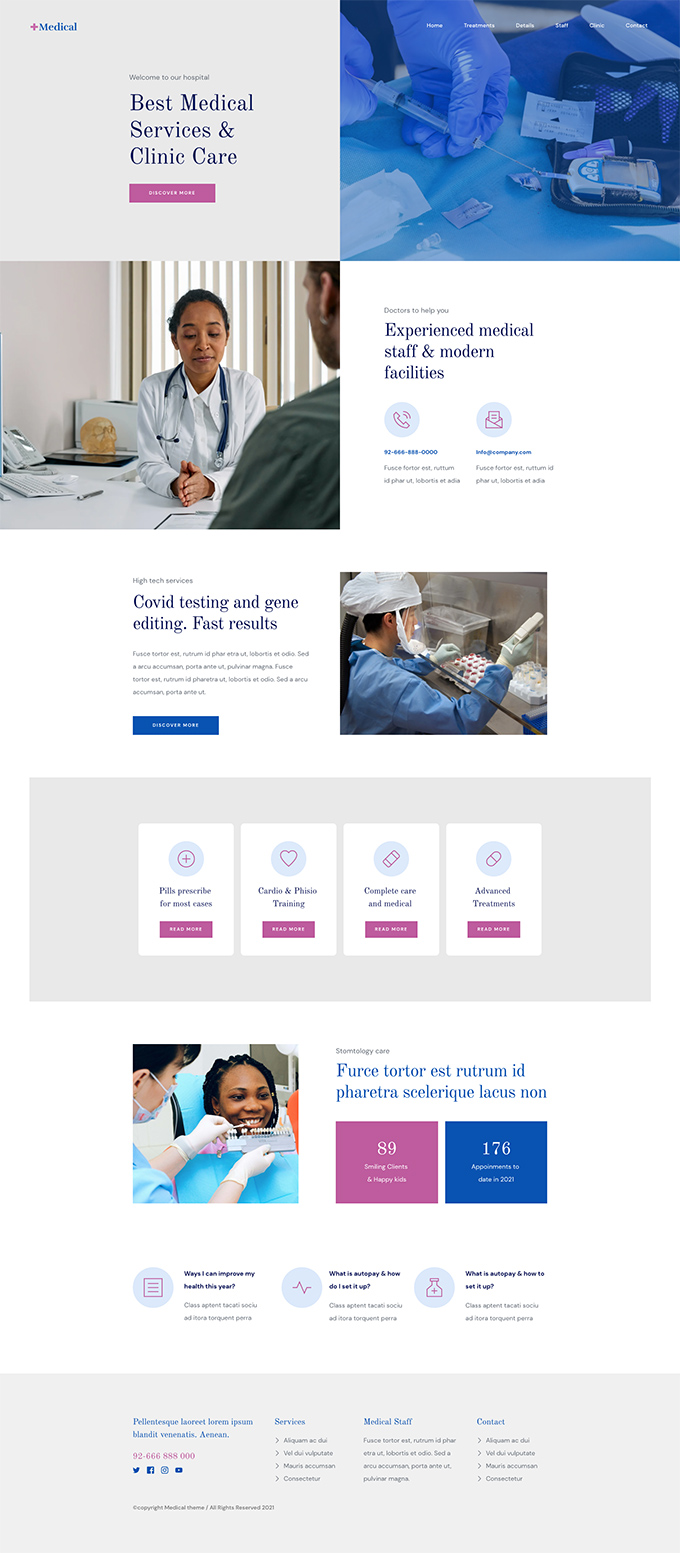 Medical
Home Treatments Details Staff Clinic Contact
Welcome to our hospital
Best Medical
Services &
Clinic Care
DISCOVER MORE
Doctors to help you
Experienced medical
staff & modern
facilities
92-666-888-0000
Fusce fortor est, ruttum
id phar ut, lobortis et adia
Info@company.com
Fusce fortor est, ruttum id
phar ut, lobortis et adia
High tech services
Covid testing and gene
editing. Fast results
Fusce tortor est, rutrum id phar etra ut, lobortis et odio. Sed
a arcu accumsan, porta ante ut, pulvinar magna. Fusce
tortor est, rutrum id pharetra ut, lobortis et odio. Sed a arcu
accumsan, porta ante ut.
DISCOVER MORE
Pills prescribe
for most cases
READ MORE
Cardio & Phisio
Training
READ MORE
Complete care
and medical
READ MORE
Advanced
Treatments
READ MORE
Stomtology care
Furce tortor est rutrum id
pharetra scelerique lacus non
89
Smiling Clients
& Happy kids
176
Appoinments to
date in 2021
Ways I can improve my
health this year?
Class aptent tacati sociu
ad itora torquent perra
What is autopay & how
do I set it up?
Class aptent tacati sociu
ad itora torquent perra
What is autopay & how to
set it up?
Class aptent tacati sociu
ad itora torquent perra
Pellentesque laoreet lorem ipsum
blandit venenatis. Aenean.
92-666 888 000
Services
Aliquam ac dui
Vel dui vulputate
Mauris accumsan
Consectetur
Medical Staff
Fusce tortor est, rutrum id phar
etra ut, lobortis et odio. Sed a
arcu accumsan, porta ante ut,
pulvinar magna.
Contact
Aliquam ac dui
Vel dui vulputate
Mauris accumsan
Consectetur
©copyright Medical theme / All Rights Reserved 2021